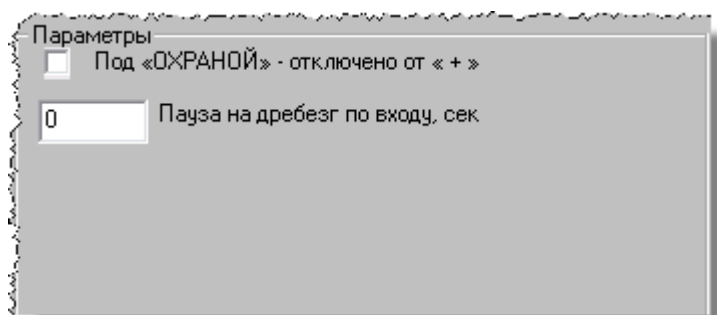 Параметры
Под «ОХРАНОЙ» - отключено от « + »
0 Пауза на дребезг по входу, сек